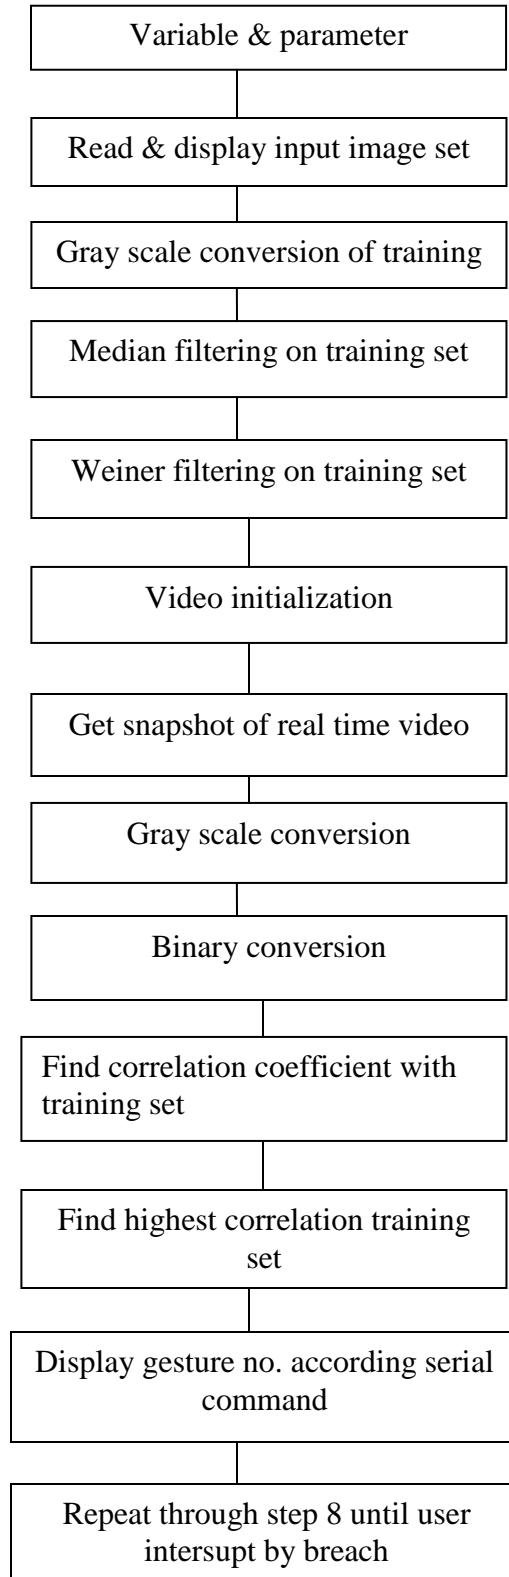 Variable & parameter
Read & display input image set
Gray scale conversion of training
Median filtering on training set
Weiner filtering on training set
Video initialization
Get snapshot of real time video
Gray scale conversion
Binary conversion
Find correlation coefficient with
training set
Find highest correlation training
set
Display gesture no. according serial
command
Repeat through step 8 until user
intersupt by breach